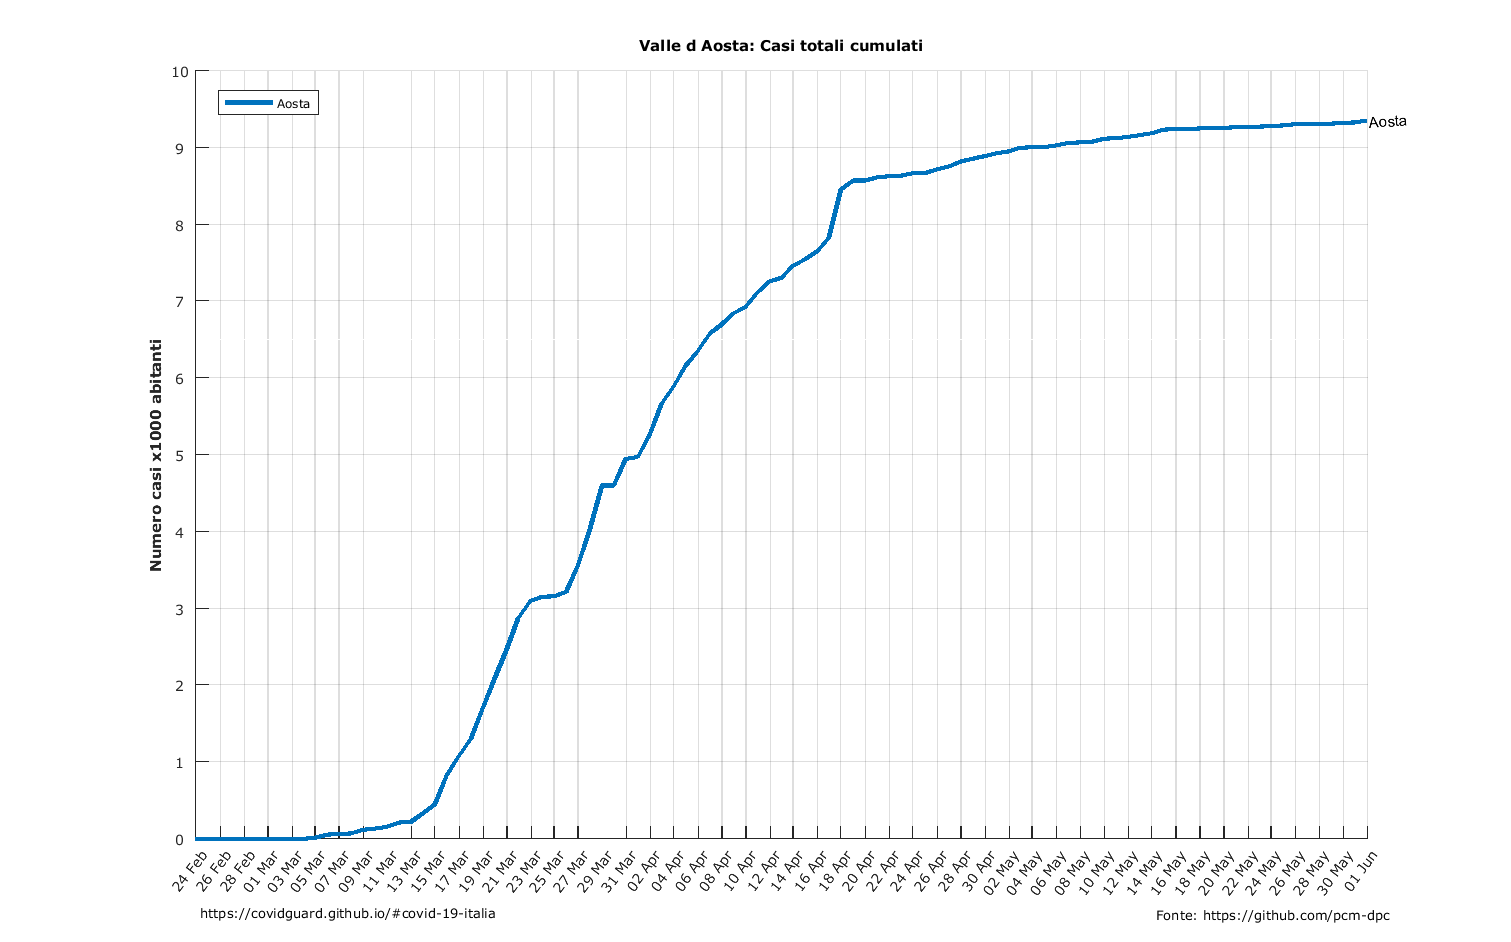 Valle d Aosta: Casi totali cumulati
Aosta
Aosta
Numero casi x1000 abitanti
10
9
8
7
6
5
4
3
2
1
0
24 Feb
26 Feb
28 Feb
01 Mar
03 Mar
05 Mar
07 Mar
09 Mar
11 Mar
13 Mar
15 Mar
17 Mar
19 Mar
21 Mar
23 Mar
25 Mar
27 Mar
29 Mar
31 Mar
02 Apr
04 Apr
06 Apr
08 Apr
10 Apr
12 Apr
14 Apr
16 Apr
18 Apr
20 Apr
22 Apr
24 Apr
26 Apr
28 Apr
30 Apr
02 May
04 May
06 May
08 May
10 May
12 May
14 May
16 May
18 May
20 May
22 May
24 May
26 May
28 May
30 May
01 Jun
https://covidguard.github.io/#covid-19-italia
Fonte: https://github.com/pcm-dpc